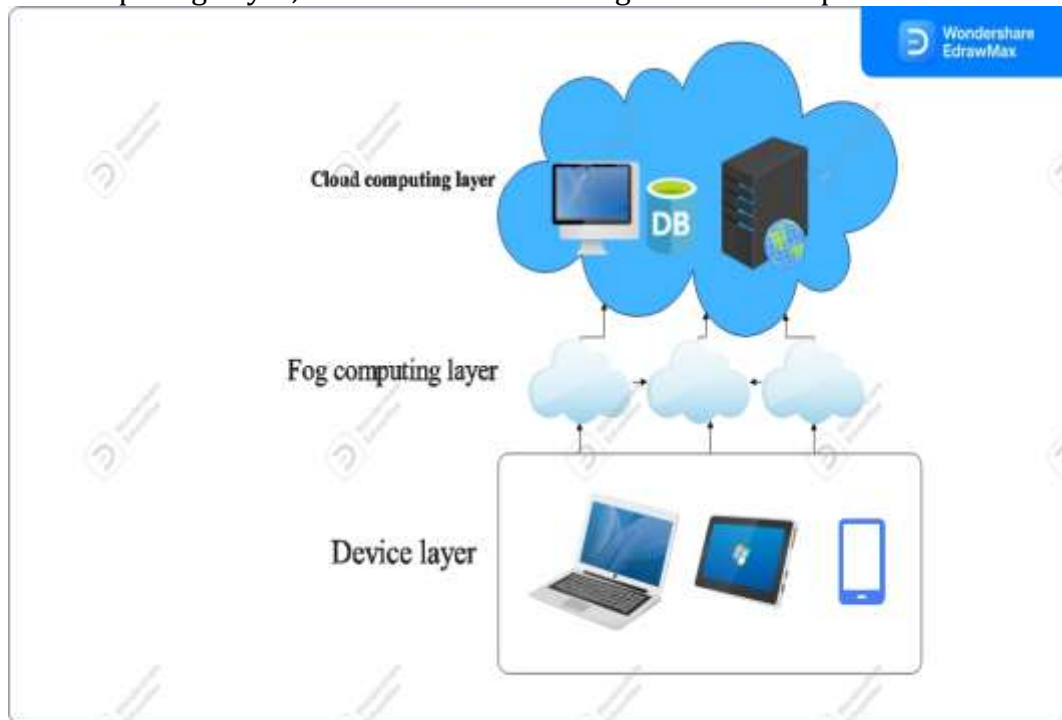 Wondershare
EdrawMax
Cloud computing layer
DB
Fog computing layer
Device layer